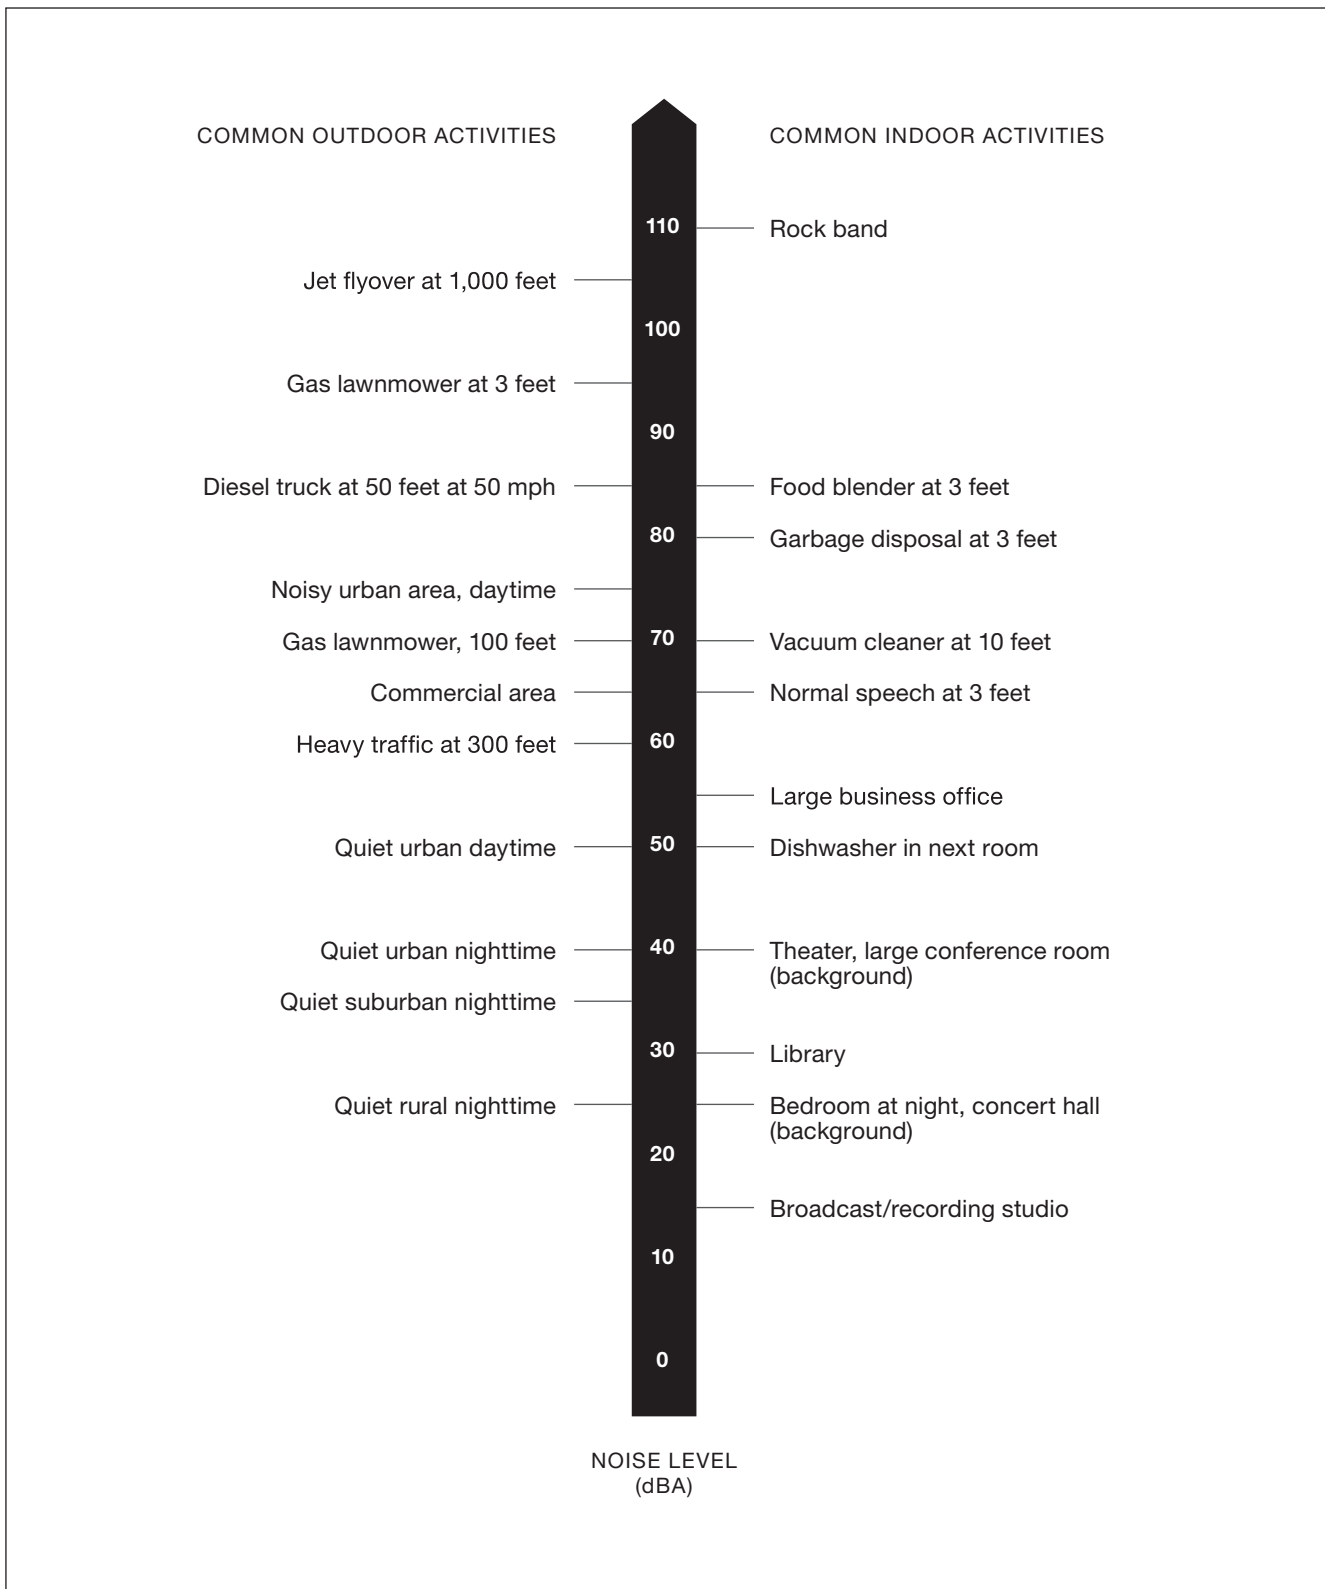 COMMON OUTDOOR ACTIVITIES
COMMON INDOOR ACTIVITIES
110
Rock band
Jet flyover at 1,000 feet
100
Gas lawnmower at 3 feet
90
Diesel truck at 50 feet at 50 mph
Food blender at 3 feet
80
Garbage disposal at 3 feet
Noisy urban area, daytime
Gas lawnmower, 100 feet
70
Vacuum cleaner at 10 feet
Commercial area
Normal speech at 3 feet
Heavy traffic at 300 feet
60
Large business office
Quiet urban daytime
50
Dishwasher in next room
Quiet urban nighttime
40
Theater, large conference room
(background)
Quiet suburban nighttime
30
Library
Quiet rural nighttime
Bedroom at night, concert hall
(background)
20
Broadcast/recording studio
10
0
NOISE LEVEL
(dBA)